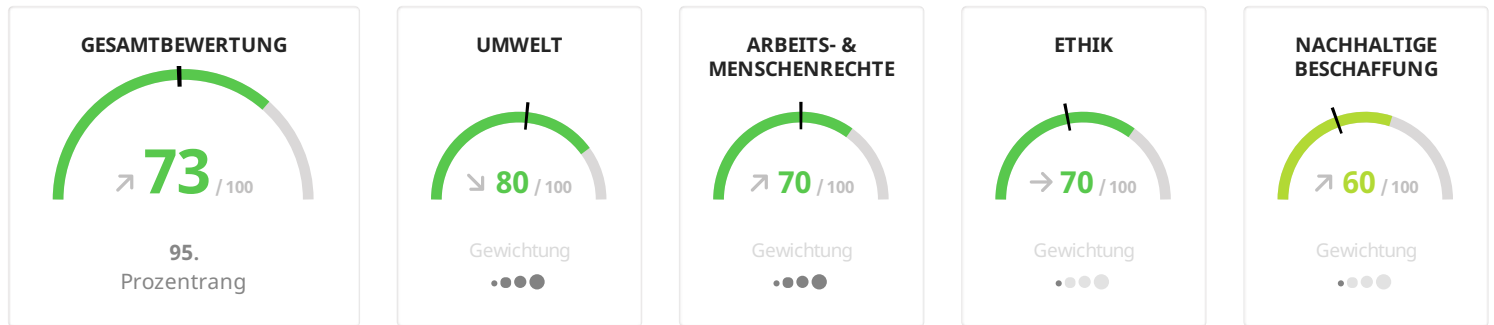 GESAMTBEWERTUNG
73 / 100
95.
Prozentrang
UMWELT
80 / 100
Gewichtung
ARBEITS- &
MENSCHENRECHTE
70 / 100
Gewichtung
ETHIK
70 / 100
Gewichtung
NACHHALTIGE
BESCHAFFUNG
60 / 100
Gewichtung